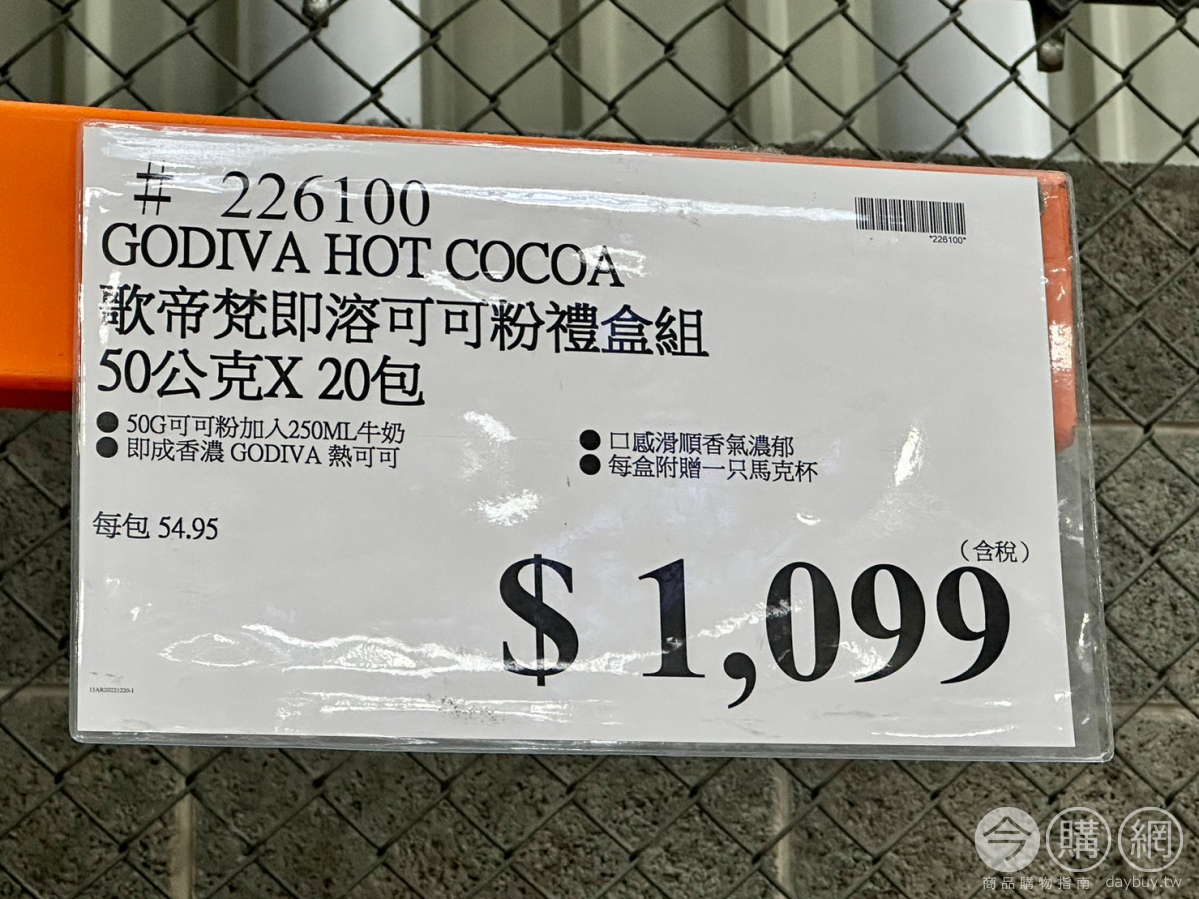 # 226100
*226100*
GODIVA HOT COCOA
歌帝梵即溶可可粉禮盒組
50公克X 20包
● 50G可可粉加入250ML牛奶
● 即成香濃 GODIVA 熱可可
● 口感滑順香氣濃郁
● 每盒附贈一只馬克杯
每包 54.95
(含稅)
$ 1,099
今購網
商品購物指南 daybuy.tw